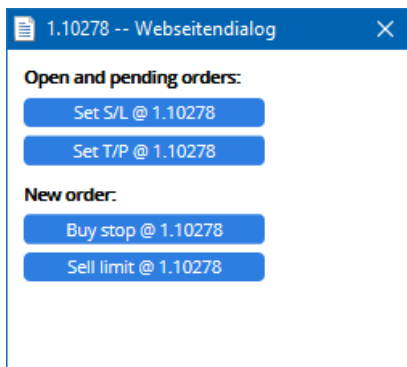 1.10278 -- Webseitendialog
Open and pending orders:
Set S/L @ 1.10278
Set T/P @ 1.10278
New order:
Buy stop @ 1.10278
Sell limit @ 1.10278